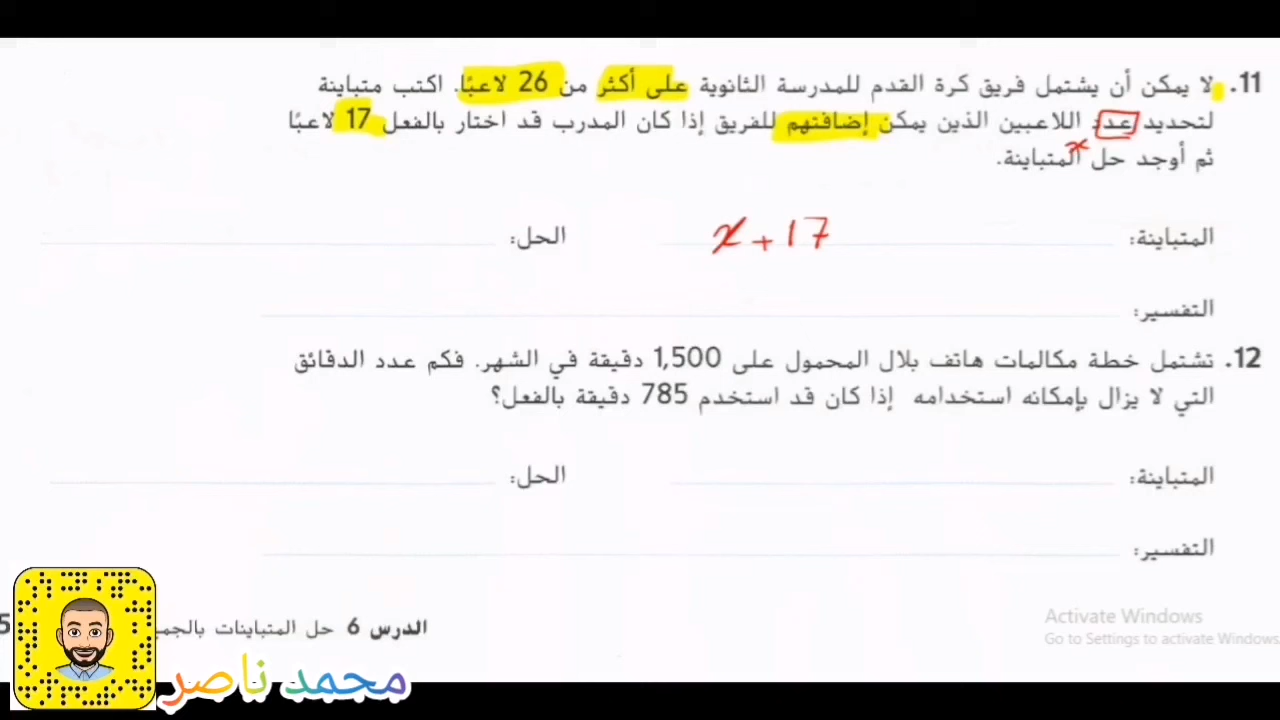 11. لا يمكن أن يشتمل فريق كرة القدم للمدرسة الثانوية على أكثر من 26 لاعبًا. اكتب متباينة
لتحديد عدد اللاعبين الذين يمكن إضافتهم للفريق إذا كان المدرب قد اختار بالفعل 17 لاعبًا
x
ثم أوجد حل المتباينة.
المتباينة: x + 17 الحل:
التفسير:
12. تشتمل خطة مكالمات هاتف بلال المحمول على 1,500 دقيقة في الشهر. فكم عدد الدقائق
التي لا يزال بإمكانه استخدامه إذا كان قد استخدم 785 دقيقة بالفعل؟
المتباينة: الحل:
التفسير:
Activate Windows
Go to Settings to activate Windows
الدرس 6 حل المتباينات بالجمع 5
محمد ناصر